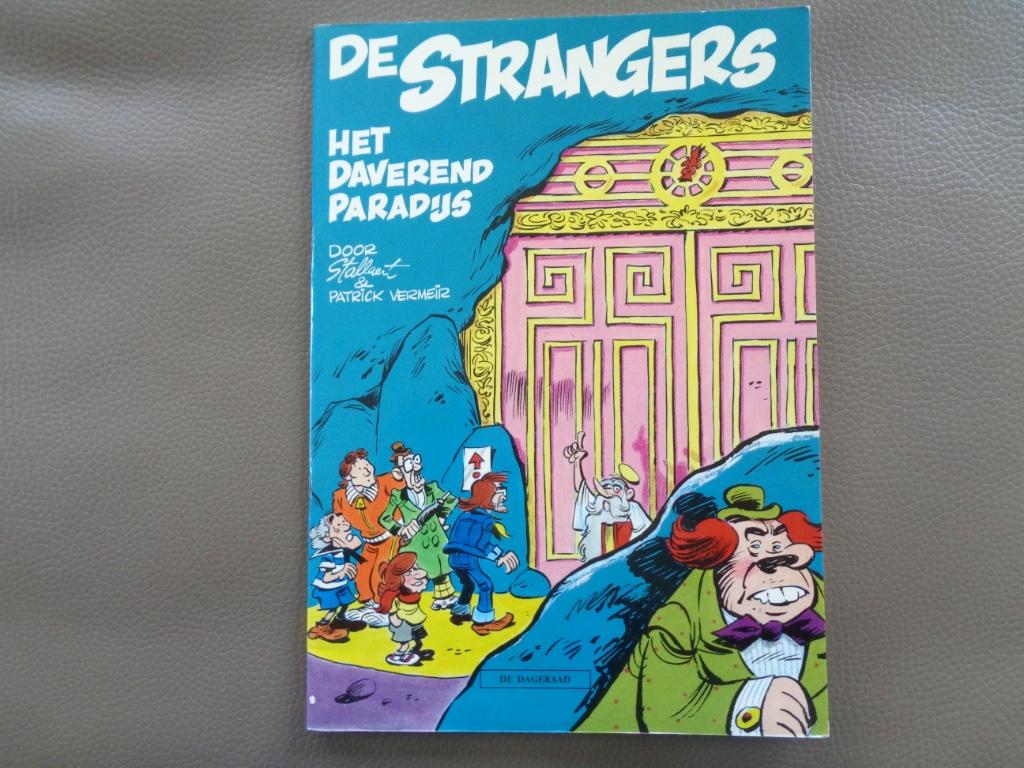 DE STRANGERS
HET
DAVEREND
PARADIJS
DOOR
Stallaert
&
PATRICK VERMEIR
DE DAGERAAD